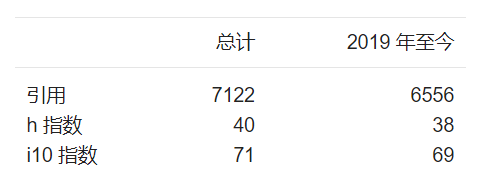 总计 2019 年至今
引用 7122 6556
h 指数 40 38
i10 指数 71 69